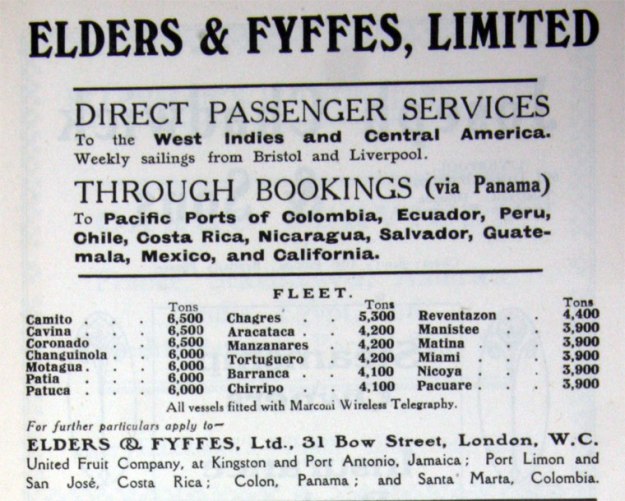 ELDERS & FYFFES, LIMITED
DIRECT PASSENGER SERVICES
To the West Indies and Central America.
Weekly sailings from Bristol and Liverpool.
THROUGH BOOKINGS (via Panama)
To Pacific Ports of Colombia, Ecuador, Peru,
Chile, Costa Rica, Nicaragua, Salvador, Guate-
mala, Mexico, and California.
FLEET.
Tons Tons Tons
Camito . . . 6,500 Chagres . . 5,300 Reventazon . . 4,400
Cavina . . . 6,500 Aracataca . . 4,200 Manistee . . 3,900
Coronado . . 6,500 Manzanares . . 4,200 Matina . . 3,900
Changuinola . . 6,000 Tortuguero . . 4,200 Miami . . 3,900
Motagua . . . 6,000 Barranca . . 4,100 Nicoya . . 3,900
Patia . . . 6,000 Chirripo . . 4,100 Pacuare . . 3,900
Patuca . . . 6,000
All vessels fitted with Marconi Wireless Telegraphy.
For further particulars apply to—
ELDERS & FYFFES, Ltd., 31 Bow Street, London, W.C.
United Fruit Company, at Kingston and Port Antonio, Jamaica; Port Limon and
San José, Costa Rica; Colon, Panama; and Santa Marta, Colombia.